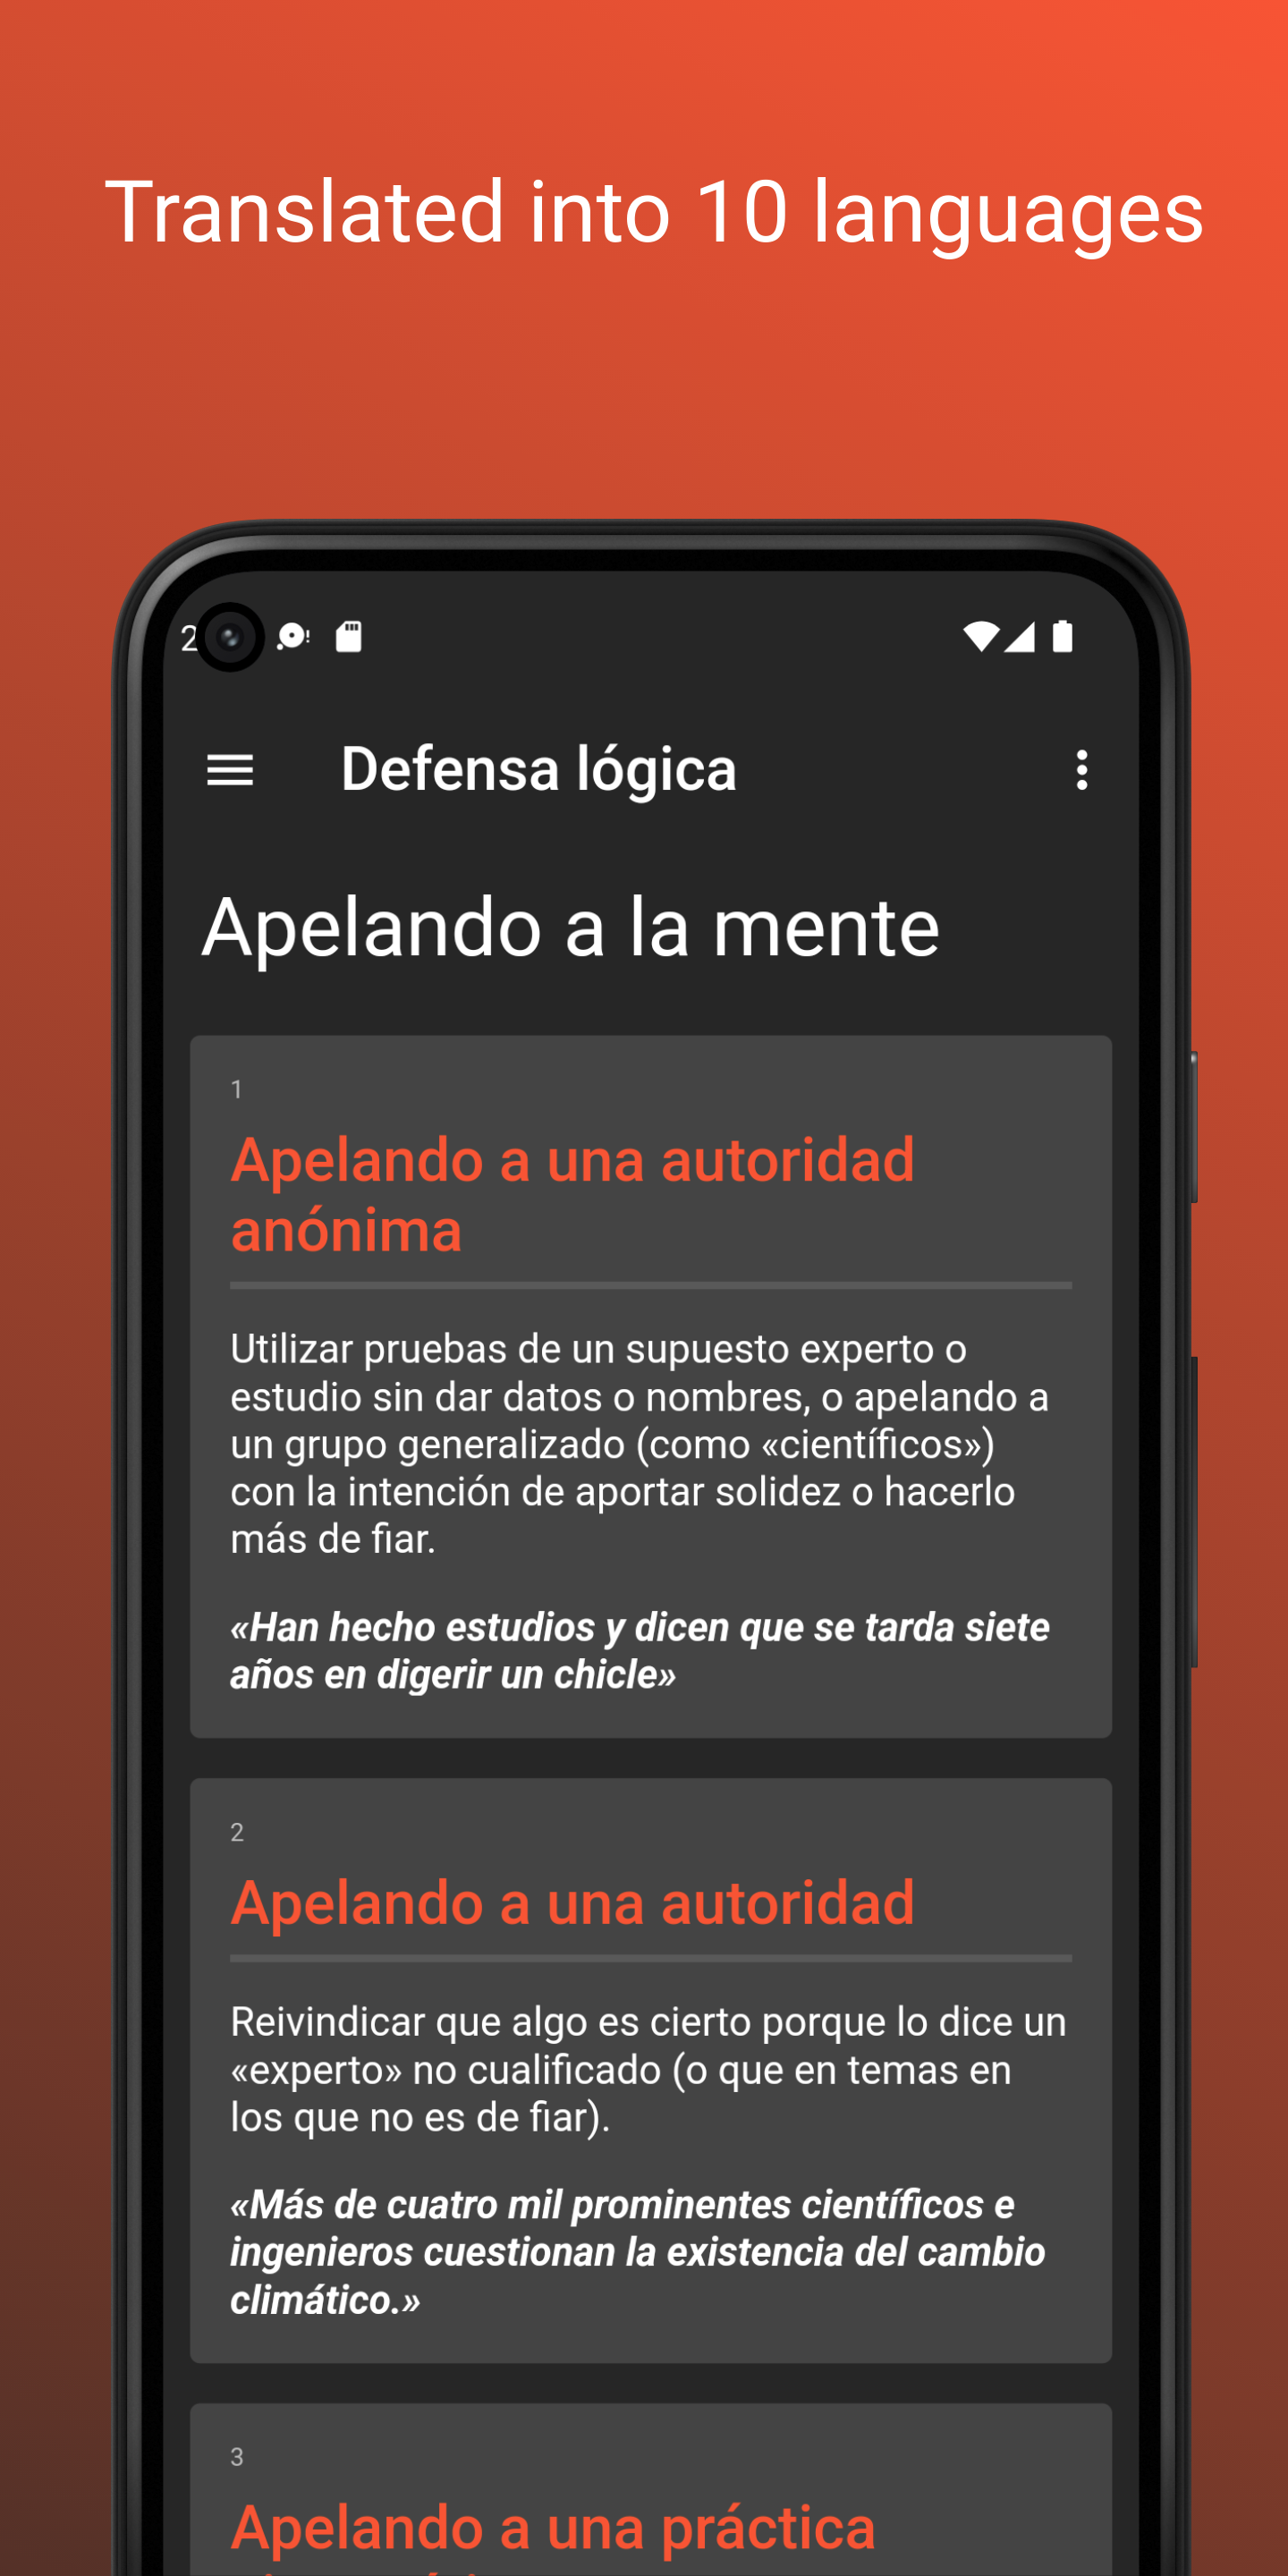 Translated into 10 languages
2
Defensa lógica
Apelando a la mente
1
Apelando a una autoridad
anónima
Utilizar pruebas de un supuesto experto o
estudio sin dar datos o nombres, o apelando a
un grupo generalizado (como «científicos»)
con la intención de aportar solidez o hacerlo
más de fiar.
«Han hecho estudios y dicen que se tarda siete
años en digerir un chicle»
2
Apelando a una autoridad
Reivindicar que algo es cierto porque lo dice un
«experto» no cualificado (o que en temas en
los que no es de fiar).
«Más de cuatro mil prominentes científicos e
ingenieros cuestionan la existencia del cambio
climático.»
3
Apelando a una práctica